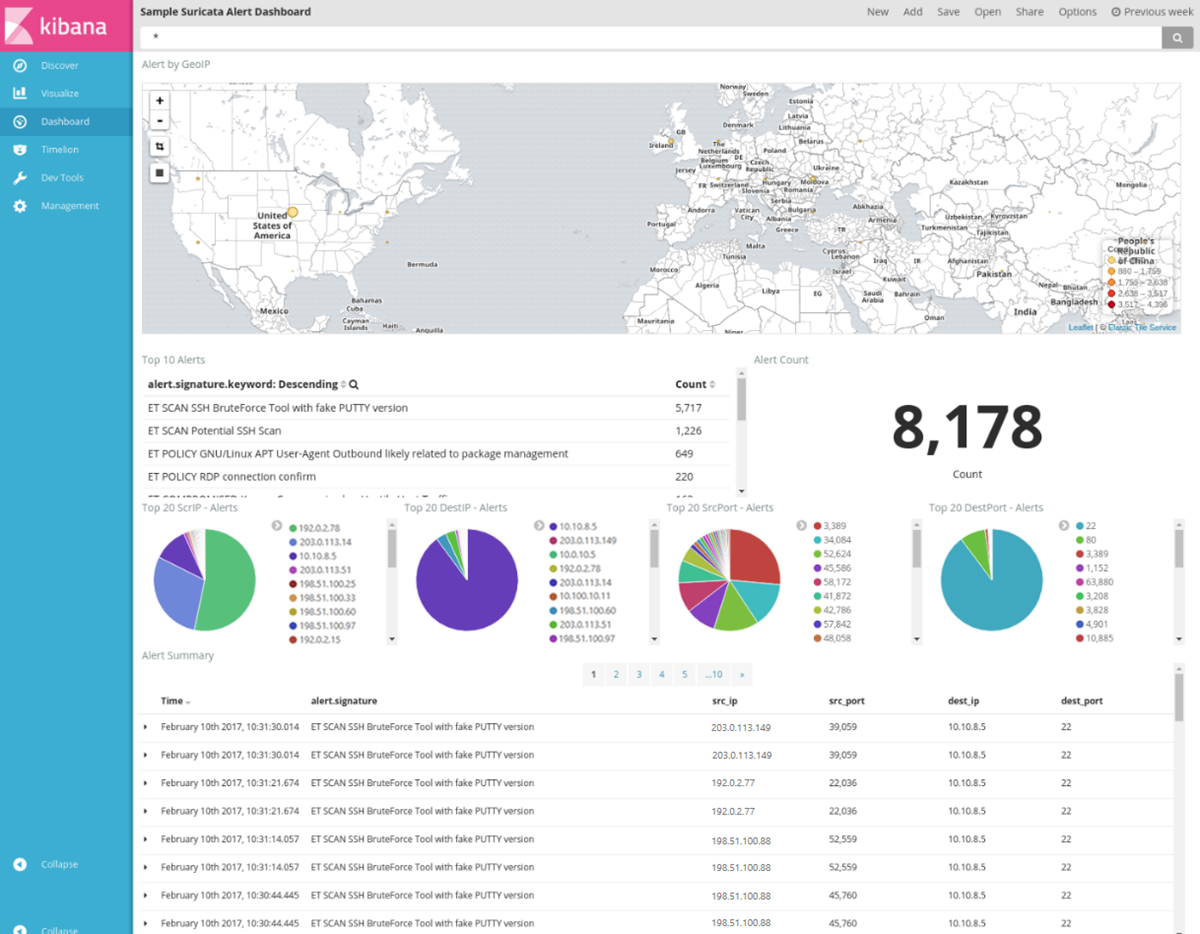 kibana
Discover
Visualize
Dashboard
Timelion
Dev Tools
Management
Collapse
Collapse
Sample Suricata Alert Dashboard
New Add Save Open Share Options Previous week
*
Alert by GeoIP
+
-
United States of America
Mexico
Bermuda
Bahamas
Cuba
Cayman Islands
Haiti
Anguilla
Norway
Sweden
Estonia
Latvia
Lithuania
Denmark
GB
Ireland
The Netherlands
Belgium
DE
Luxembourg
Poland
Belarus
Czech Republic
Ukraine
Jersey
FR
Switzerland
Hungary
Moldova
Slovenia
Romania
Serbia
Andorra
Vatican City
Bulgaria
Albania
Portugal
Greece
TR
Malta
Tunisia
Morocco
Algeria
Libya
EG
Mauritania
Niger
Cyprus
Lebanon
Israel
Iraq
IR
Kuwait
Saudi Arabia
Bahrain
Oman
Abkhazia
Armenia
Kazakhstan
Uzbekistan
Kyrgyzstan
Turkmenistan
Tajikistan
Afghanistan
Pakistan
Mongolia
Nepal
Bhutan
Bangladesh
India
People's Republic of China
880 – 1,759
1,759 – 2,638
2,638 – 3,517
3,517 – 4,396
Leaflet | © Elastic Tile Service
Top 10 Alerts
alert.signature.keyword: Descending Count
ET SCAN SSH BruteForce Tool with fake PUTTY version 5,717
ET SCAN Potential SSH Scan 1,226
ET POLICY GNU/Linux APT User-Agent Outbound likely related to package management 649
ET POLICY RDP connection confirm 220
Alert Count
8,178
Count
Top 20 ScrIP - Alerts
192.0.2.78
203.0.113.14
10.10.8.5
203.0.113.51
198.51.100.25
198.51.100.33
198.51.100.60
198.51.100.97
192.0.2.15
Top 20 DestIP - Alerts
10.10.8.5
203.0.113.149
10.0.10.5
192.0.2.78
203.0.113.14
10.100.10.11
198.51.100.60
203.0.113.51
198.51.100.97
Top 20 SrcPort - Alerts
3,389
34,084
52,624
45,586
58,172
41,872
42,786
57,842
48,058
Top 20 DestPort - Alerts
22
80
3,389
1,152
63,880
3,208
3,828
4,901
10,885
Alert Summary
1 2 3 4 5 ...10 »
Time alert.signature src_ip src_port dest_ip dest_port
February 10th 2017, 10:31:30.014 ET SCAN SSH BruteForce Tool with fake PUTTY version 203.0.113.149 39,059 10.10.8.5 22
February 10th 2017, 10:31:30.014 ET SCAN SSH BruteForce Tool with fake PUTTY version 203.0.113.149 39,059 10.10.8.5 22
February 10th 2017, 10:31:21.674 ET SCAN SSH BruteForce Tool with fake PUTTY version 192.0.2.77 22,036 10.10.8.5 22
February 10th 2017, 10:31:21.674 ET SCAN SSH BruteForce Tool with fake PUTTY version 192.0.2.77 22,036 10.10.8.5 22
February 10th 2017, 10:31:14.057 ET SCAN SSH BruteForce Tool with fake PUTTY version 198.51.100.88 52,559 10.10.8.5 22
February 10th 2017, 10:31:14.057 ET SCAN SSH BruteForce Tool with fake PUTTY version 198.51.100.88 52,559 10.10.8.5 22
February 10th 2017, 10:30:44.445 ET SCAN SSH BruteForce Tool with fake PUTTY version 198.51.100.88 45,760 10.10.8.5 22
February 10th 2017, 10:30:44.445 ET SCAN SSH BruteForce Tool with fake PUTTY version 198.51.100.88 45,760 10.10.8.5 22